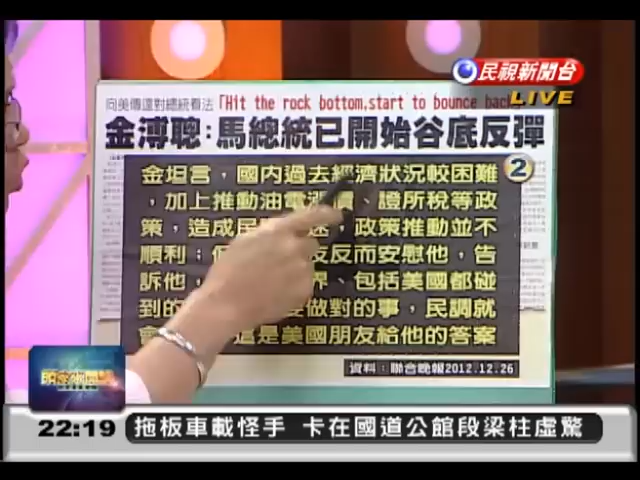 民視新聞台
LIVE
向美傳達對總統看法「Hit the rock bottom,start to bounce back
金溥聰：馬總統已開始谷底反彈
2
金坦言，國內過去經濟狀況較困難
，加上推動油電漲價、證所稅等政
策，造成民 ，政策推動並不
順利； 友反而安慰他，告
訴他， 界、包括美國都碰
到的 做對的事，民調就
會 這是美國朋友給他的答案
資料：聯合晚報2012.12.26
22:19
拖板車載怪手 卡在國道公館段梁柱虛驚